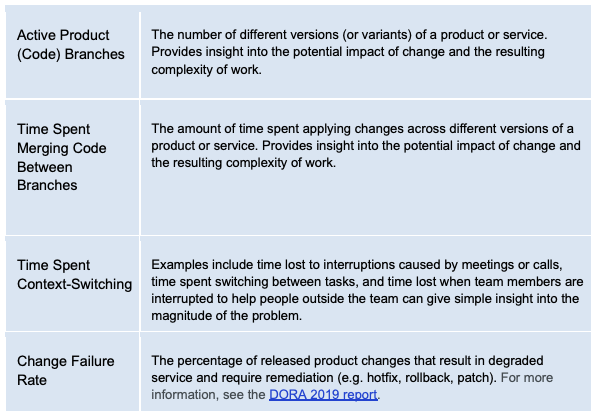 Active Product
(Code) Branches
The number of different versions (or variants) of a product or service.
Provides insight into the potential impact of change and the resulting
complexity of work.
Time Spent
Merging Code
Between
Branches
The amount of time spent applying changes across different versions of a
product or service. Provides insight into the potential impact of change and
the resulting complexity of work.
Time Spent
Context-Switching
Examples include time lost to interruptions caused by meetings or calls,
time spent switching between tasks, and time lost when team members are
interrupted to help people outside the team can give simple insight into the
magnitude of the problem.
Change Failure
Rate
The percentage of released product changes that result in degraded
service and require remediation (e.g. hotfix, rollback, patch). For more
information, see the DORA 2019 report.